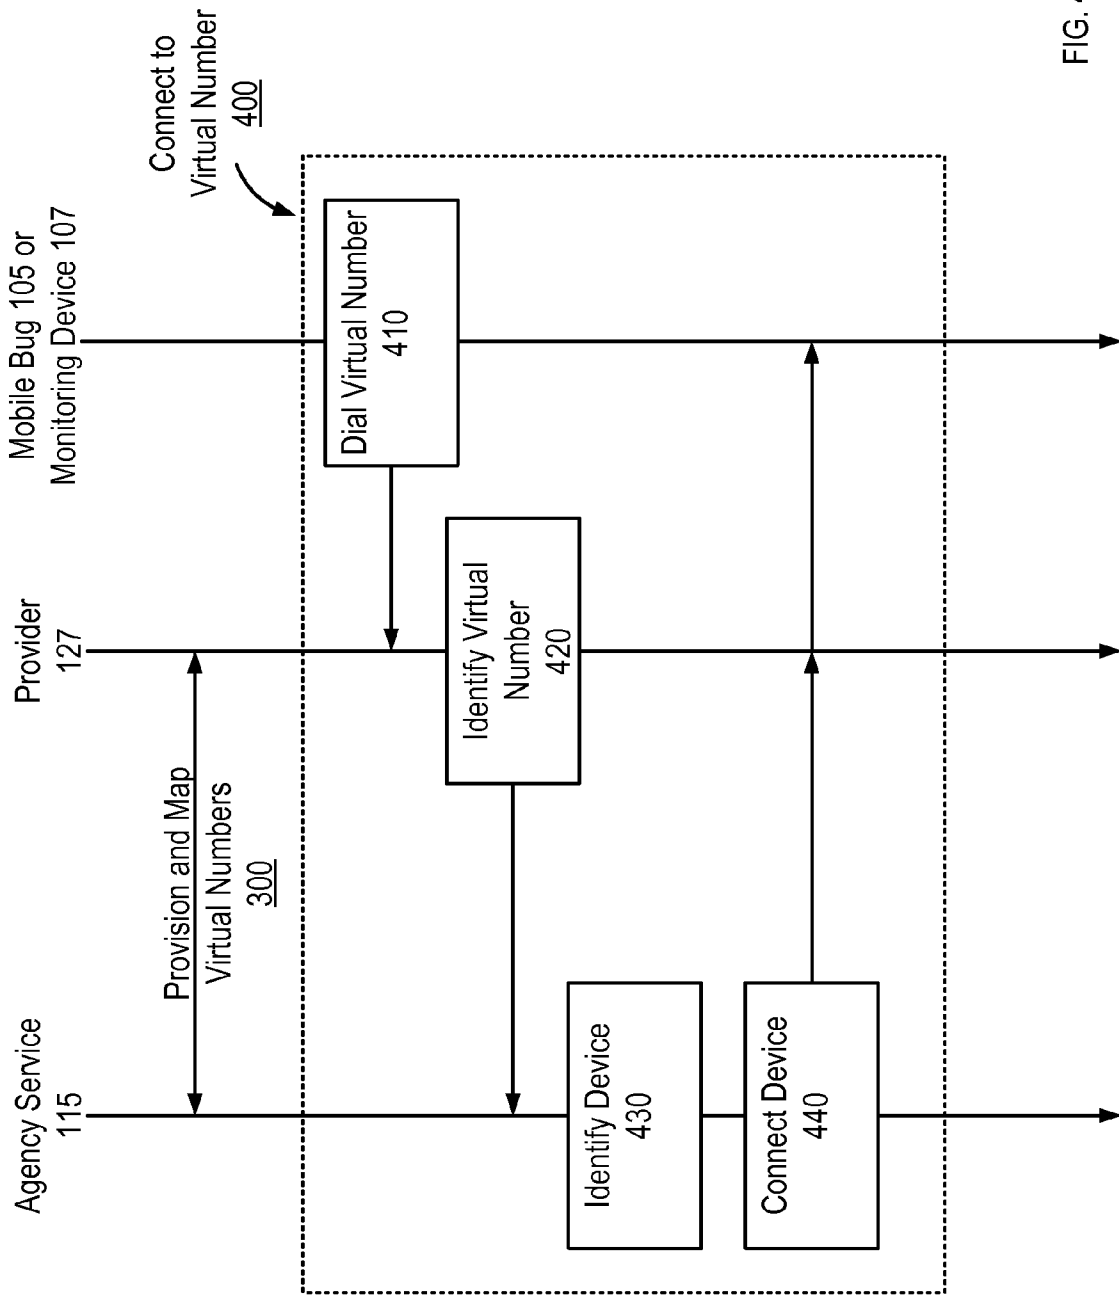 Agency Service
115
Provider
127
Mobile Bug 105 or
Monitoring Device 107
Provision and Map
Virtual Numbers
300
Connect to
Virtual Number
400
Dial Virtual Number
410
Identify Virtual
Number
420
Identify Device
430
Connect Device
440
FIG.